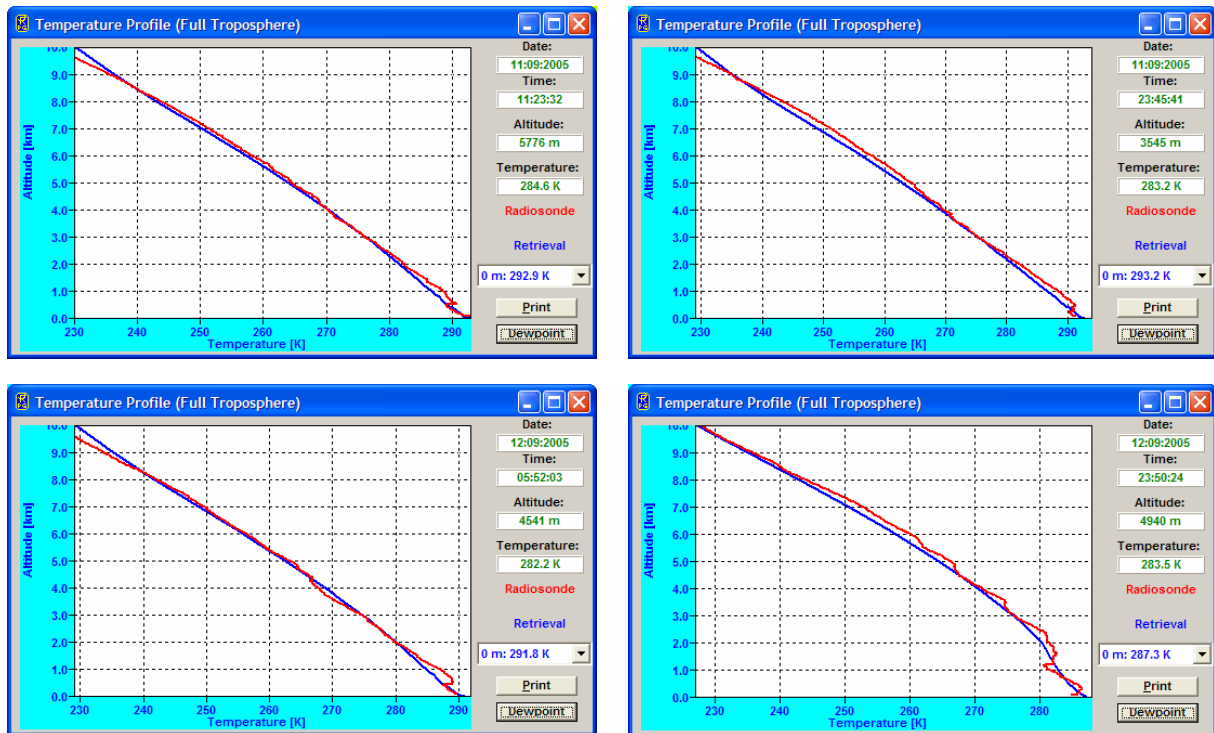 Temperature Profile (Full Troposphere)
Date:
11:09:2005
Time:
11:23:32
Altitude:
5776 m
Temperature:
284.6 K
Radiosonde
Retrieval
0 m: 292.9 K
Print
Dewpoint
10.0
9.0
8.0
7.0
6.0
5.0
4.0
3.0
2.0
1.0
0.0
Altitude [km]
230 240 250 260 270 280 290
Temperature [K]
Temperature Profile (Full Troposphere)
Date:
11:09:2005
Time:
23:45:41
Altitude:
3545 m
Temperature:
283.2 K
Radiosonde
Retrieval
0 m: 293.2 K
Print
Dewpoint
10.0
9.0
8.0
7.0
6.0
5.0
4.0
3.0
2.0
1.0
0.0
Altitude [km]
230 240 250 260 270 280 290
Temperature [K]
Temperature Profile (Full Troposphere)
Date:
12:09:2005
Time:
05:52:03
Altitude:
4541 m
Temperature:
282.2 K
Radiosonde
Retrieval
0 m: 291.8 K
Print
Dewpoint
10.0
9.0
8.0
7.0
6.0
5.0
4.0
3.0
2.0
1.0
0.0
Altitude [km]
230 240 250 260 270 280 290
Temperature [K]
Temperature Profile (Full Troposphere)
Date:
12:09:2005
Time:
23:50:24
Altitude:
4940 m
Temperature:
283.5 K
Radiosonde
Retrieval
0 m: 287.3 K
Print
Dewpoint
10.0
9.0
8.0
7.0
6.0
5.0
4.0
3.0
2.0
1.0
0.0
Altitude [km]
230 240 250 260 270 280
Temperature [K]